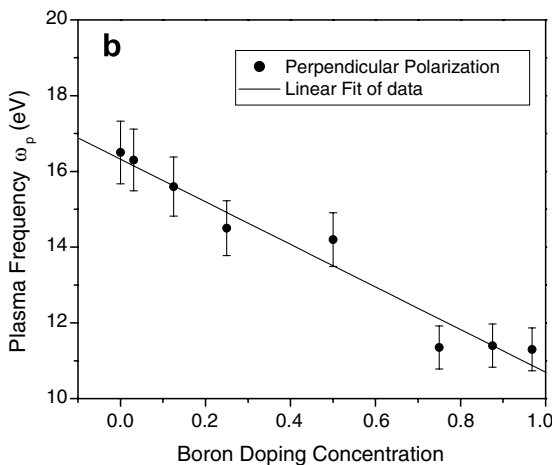 b
Perpendicular Polarization
Linear Fit of data
20
18
16
14
12
10
Plasma Frequency ωp (eV)
0.0 0.2 0.4 0.6 0.8 1.0
Boron Doping Concentration